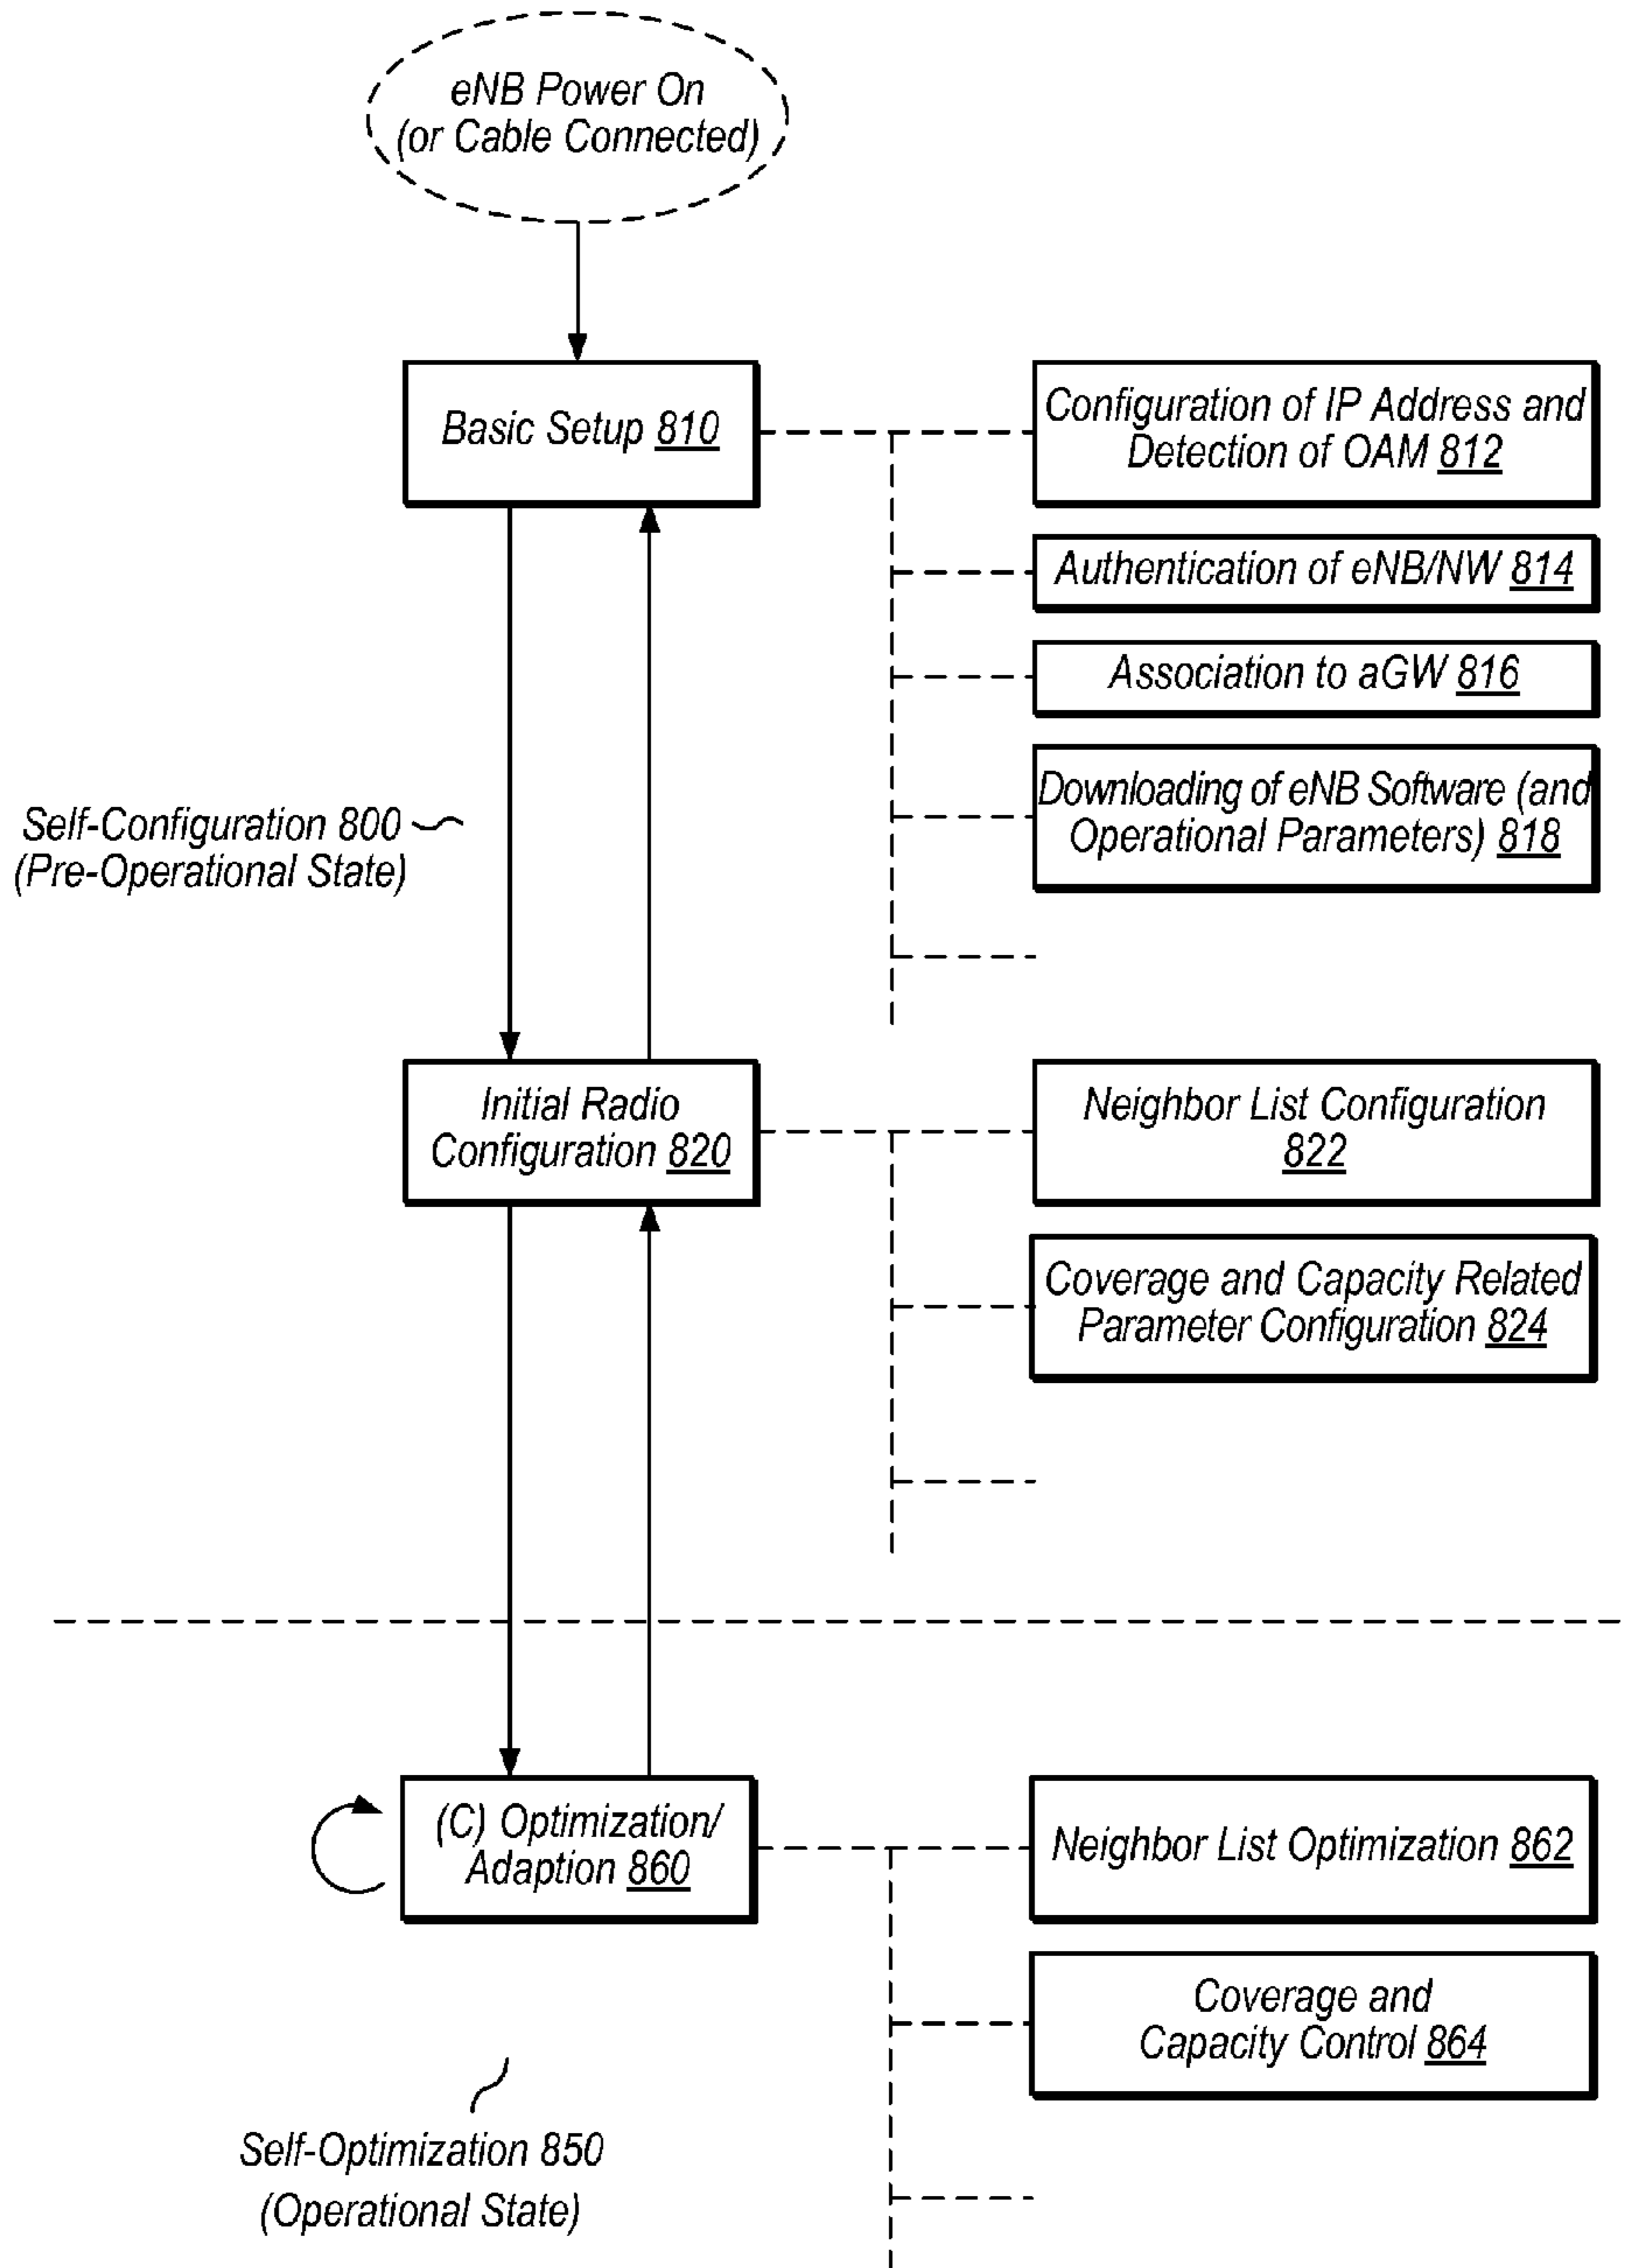 eNB Power On
(or Cable Connected)
Basic Setup 810
Configuration of IP Address and
Detection of OAM 812
Authentication of eNB/NW 814
Association to aGW 816
Downloading of eNB Software (and
Operational Parameters) 818
Self-Configuration 800
(Pre-Operational State)
Initial Radio
Configuration 820
Neighbor List Configuration
822
Coverage and Capacity Related
Parameter Configuration 824
(C) Optimization/
Adaption 860
Neighbor List Optimization 862
Coverage and
Capacity Control 864
Self-Optimization 850
(Operational State)